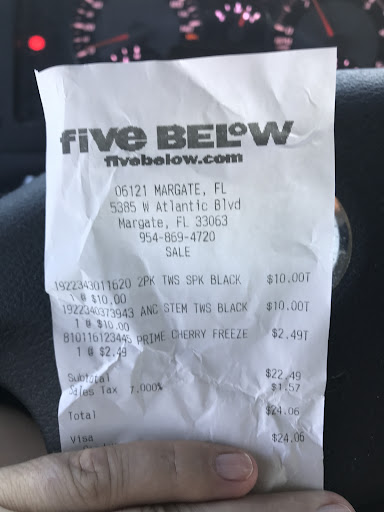 five BELOW
fivebelow.com
06121 MARGATE, FL
5385 W Atlantic Blvd
Margate, FL 33063
954-869-4720
SALE
1922343011620 2PK TWS SPK BLACK $10.00T
1 @ $10.00
1922340373943 ANC STEM TWS BLACK $10.00T
1 @ $10.00
810116123445 PRIME CHERRY FREEZE $2.49T
1 @ $2.49
Subtotal $22.49
Sales Tax 7.000% $1.57
Total $24.06
Visa $24.06